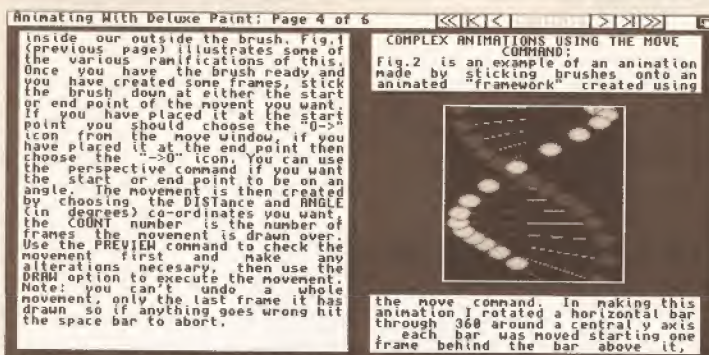 Animating With Deluxe Paint: Page 4 of 6
inside our outside the brush. Fig.1
(previous page) illustrates some of
the various ramifications of this.
Once you have the brush ready and
you have created some frames, stick
the brush down at either the start
or end point of the movent you want.
If you have placed it at the start
point you should choose the "0->"
icon from the move window, if you
have placed it at the end point then
choose the "->0" icon. You can use
the perspective command if you want
the start or end point to be on an
angle. The movement is then created
by choosing the DISTance and ANGLE
(in degrees) co-ordinates you want,
the COUNT number is the number of
frames the movement is drawn over.
Use the PREVIEW command to check the
movement first and make any
alterations necesary, then use the
DRAW option to execute the movement.
Note: you can't undo a whole
movement, only the last frame it has
drawn so if anything goes wrong hit
the space bar to abort.
COMPLEX ANIMATIONS USING THE MOVE
COMMAND:
Fig.2 is an example of an animation
made by sticking brushes onto an
animated "framework" created using
the move command. In making this
animation I rotated a horizontal bar
through 360 around a central y axis
, each bar was moved starting one
frame behind the bar above it,